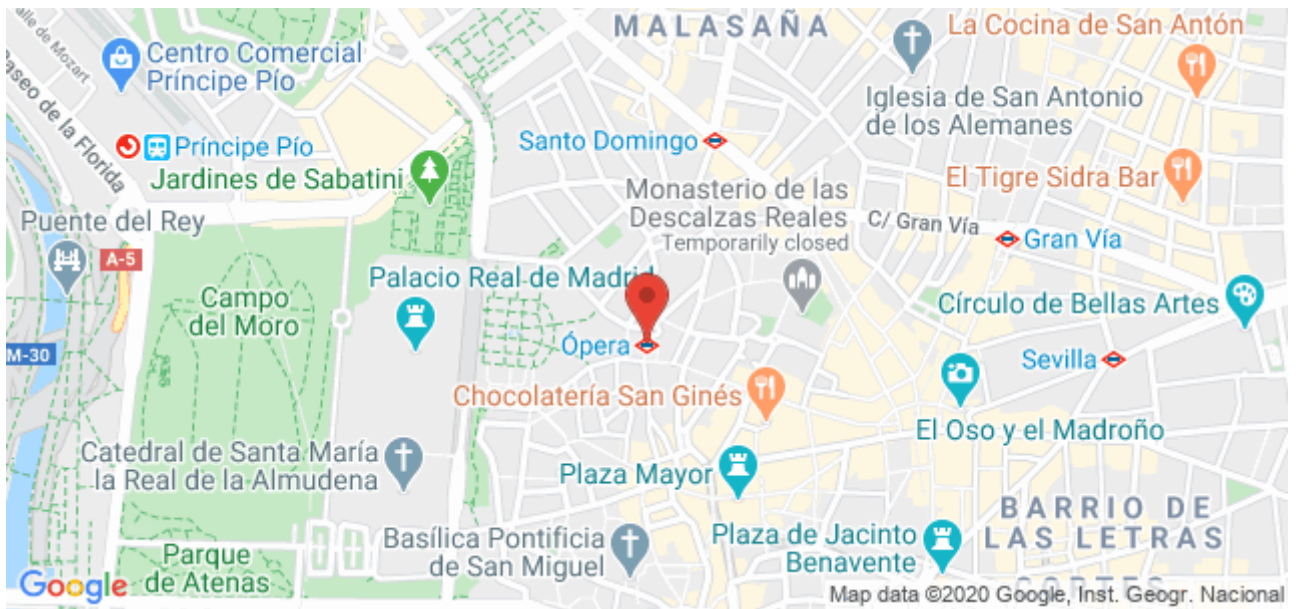 MALASAÑA
La Cocina de San Antón
Calle de Mozart
Centro Comercial
Príncipe Pío
Iglesia de San Antonio
de los Alemanes
Paseo de la Florida
Santo Domingo
Príncipe Pío
Jardines de Sabatini
El Tigre Sidra Bar
Monasterio de las
Descalzas Reales
Temporarily closed
C/ Gran Vía
Gran Vía
Puente del Rey
A-5
Palacio Real de Madrid
Campo
del Moro
Círculo de Bellas Artes
Ópera
M-30
Sevilla
Chocolatería San Ginés
El Oso y el Madroño
Catedral de Santa María
la Real de la Almudena
Plaza Mayor
BARRIO DE
LAS LETRAS
Basílica Pontificia
de San Miguel
Plaza de Jacinto
Benavente
Parque
de Atenas
Google
CORTES
Map data ©2020 Google, Inst. Geogr. Nacional